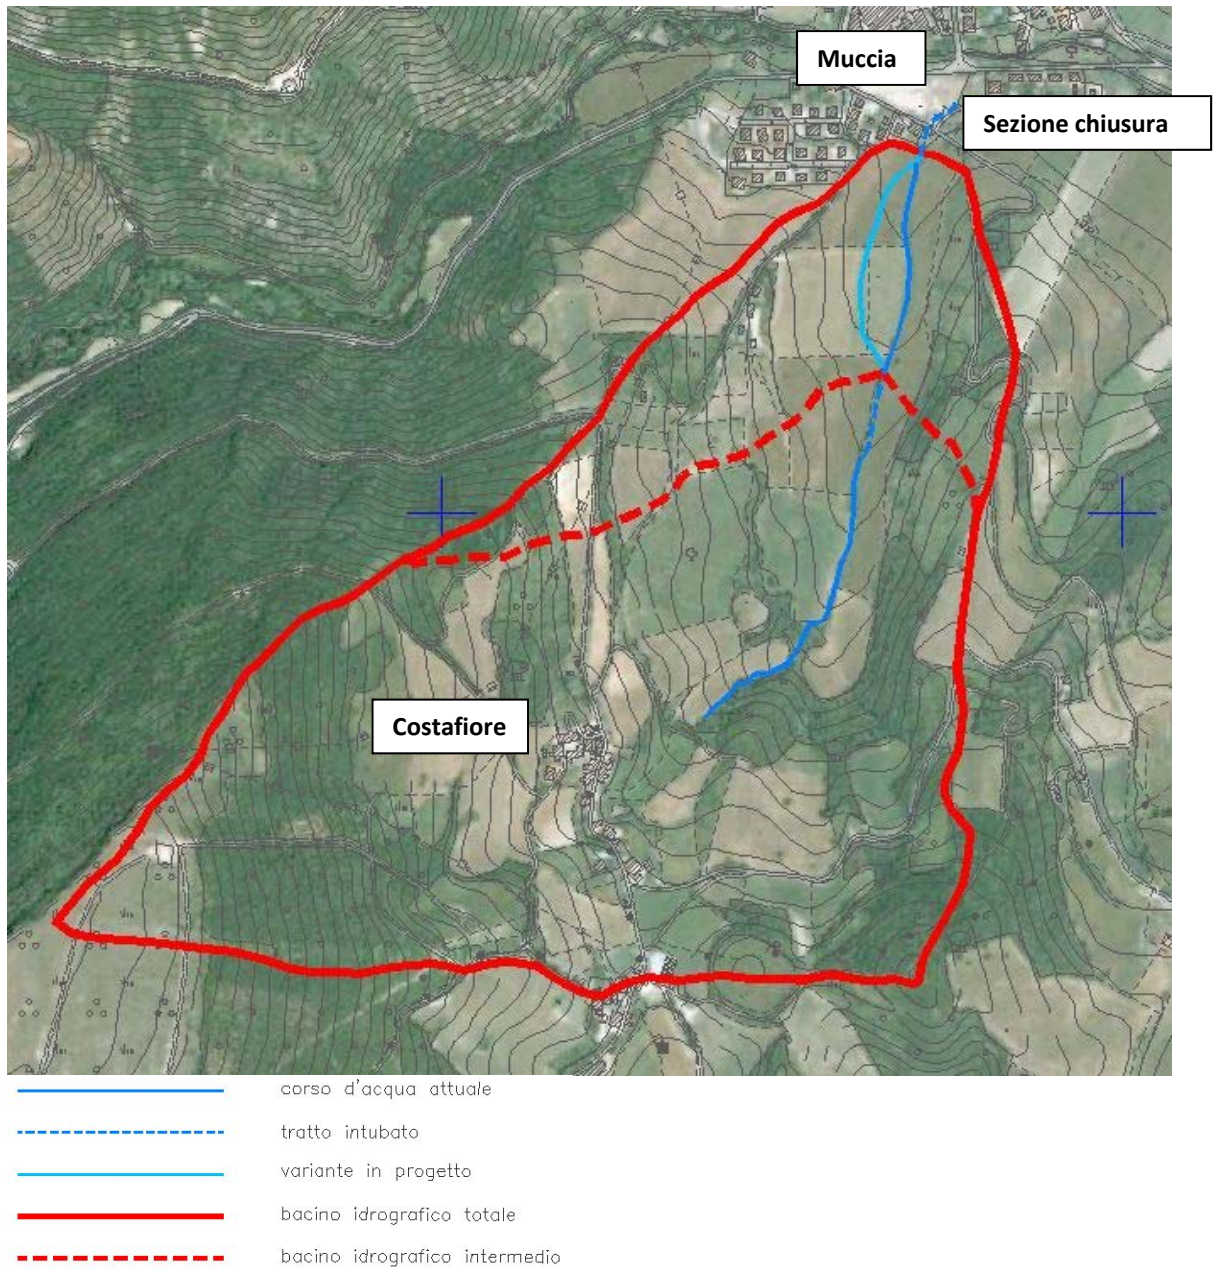 Muccia
Sezione chiusura
Costafiore
corso d'acqua attuale
tratto intubato
variante in progetto
bacino idrografico totale
bacino idrografico intermedio